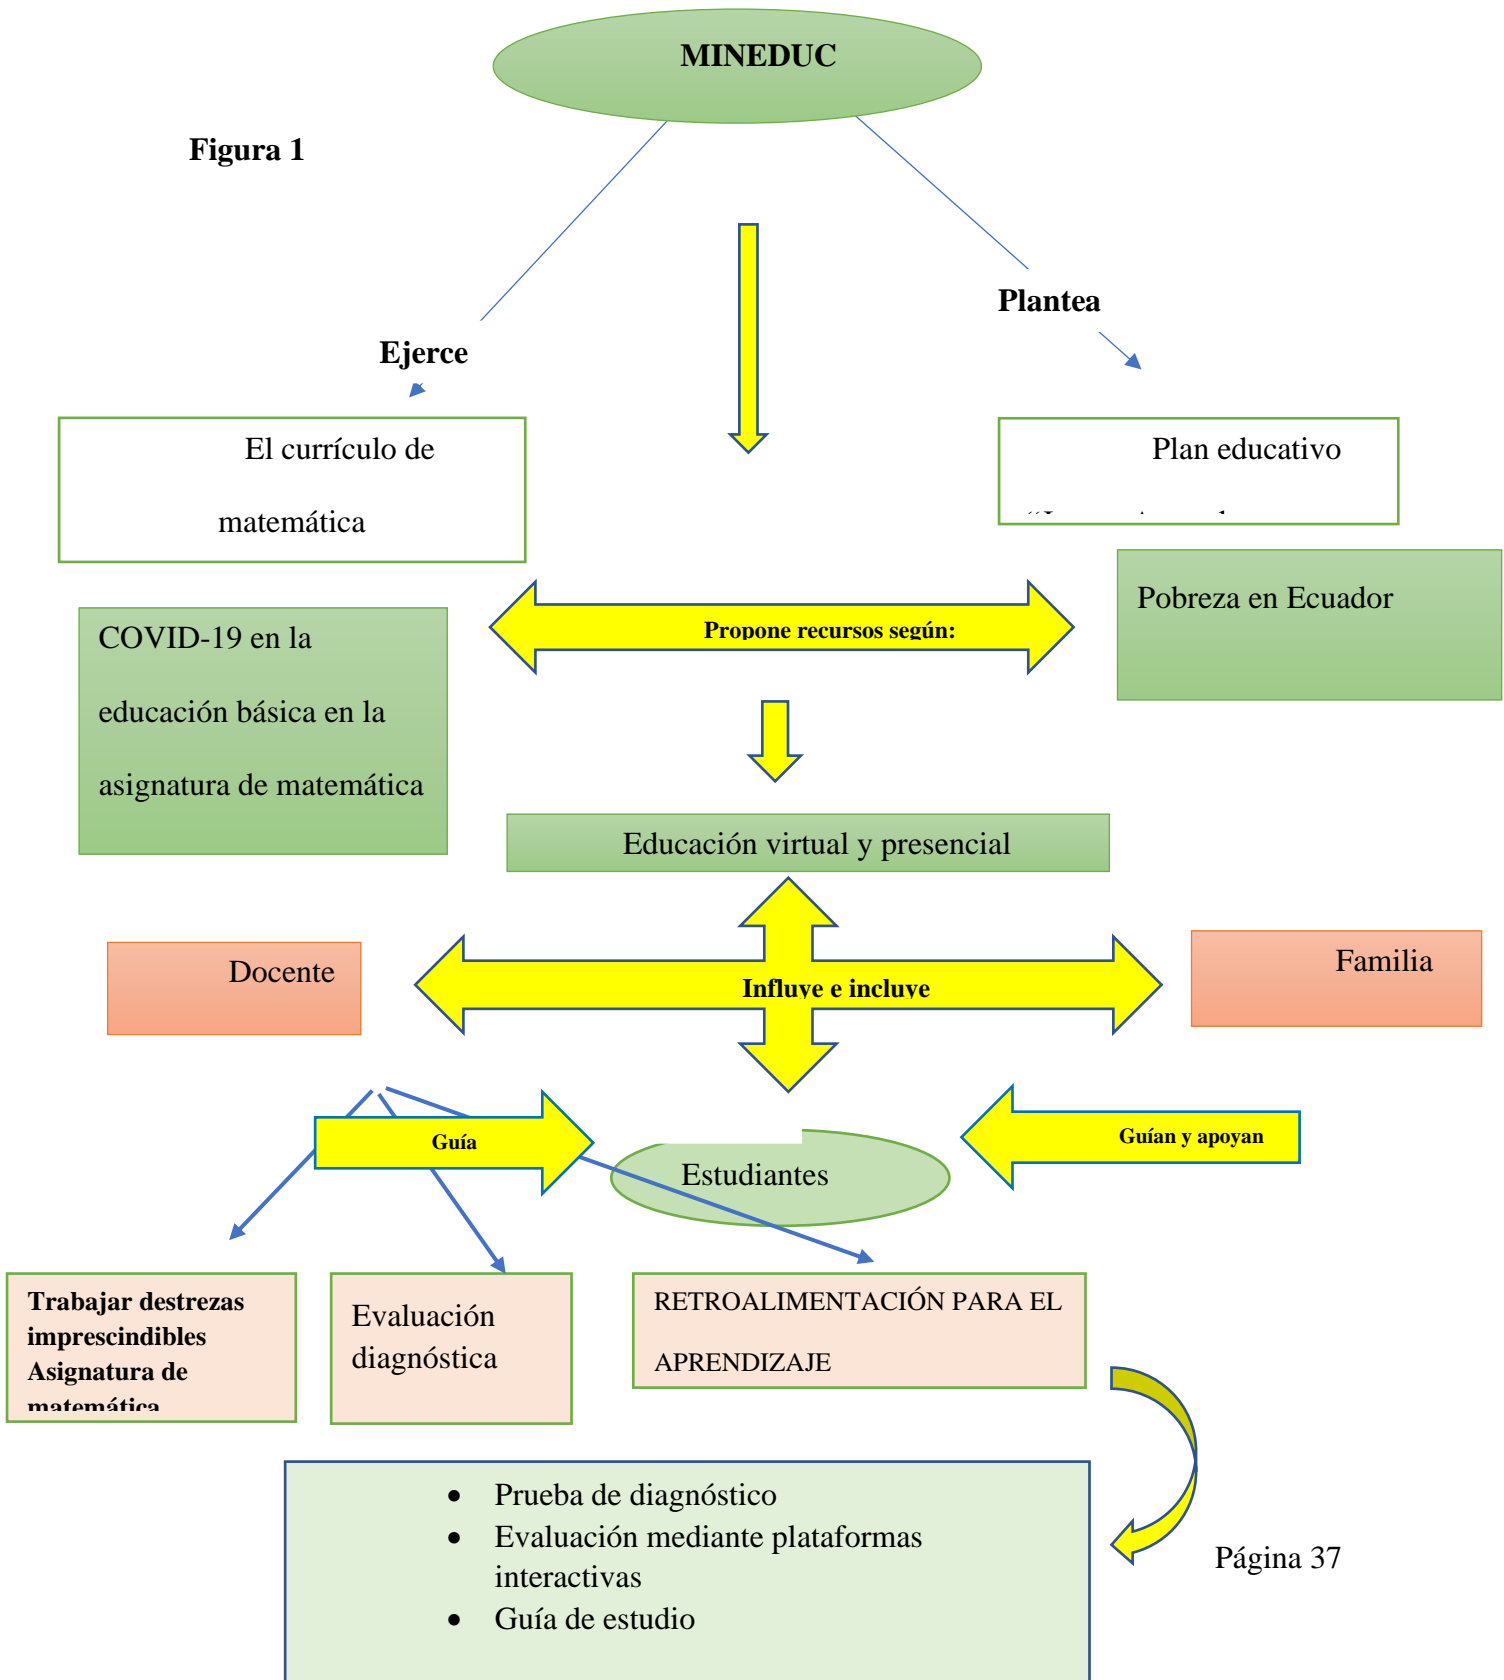 MINEDUC
Figura 1
Plantea
Ejerce
El currículo de
matemática
Plan educativo
Pobreza en Ecuador
COVID-19 en la
educación básica en la
asignatura de matemática
Propone recursos según:
Educación virtual y presencial
Docente
Influye e incluye
Familia
Guía
Estudiantes
Guían y apoyan
Trabajar destrezas
imprescindibles
Asignatura de
matemática
Evaluación
diagnóstica
RETROALIMENTACIÓN PARA EL
APRENDIZAJE
• Prueba de diagnóstico
• Evaluación mediante plataformas
interactivas
• Guía de estudio
Página 37